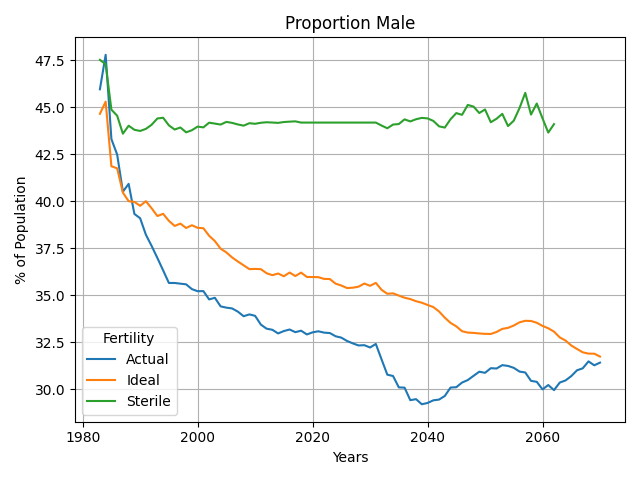 Proportion Male
% of Population
47.5
45.0
42.5
40.0
37.5
35.0
32.5
30.0
Fertility
Actual
Ideal
Sterile
1980
2000
2020
2040
2060
Years